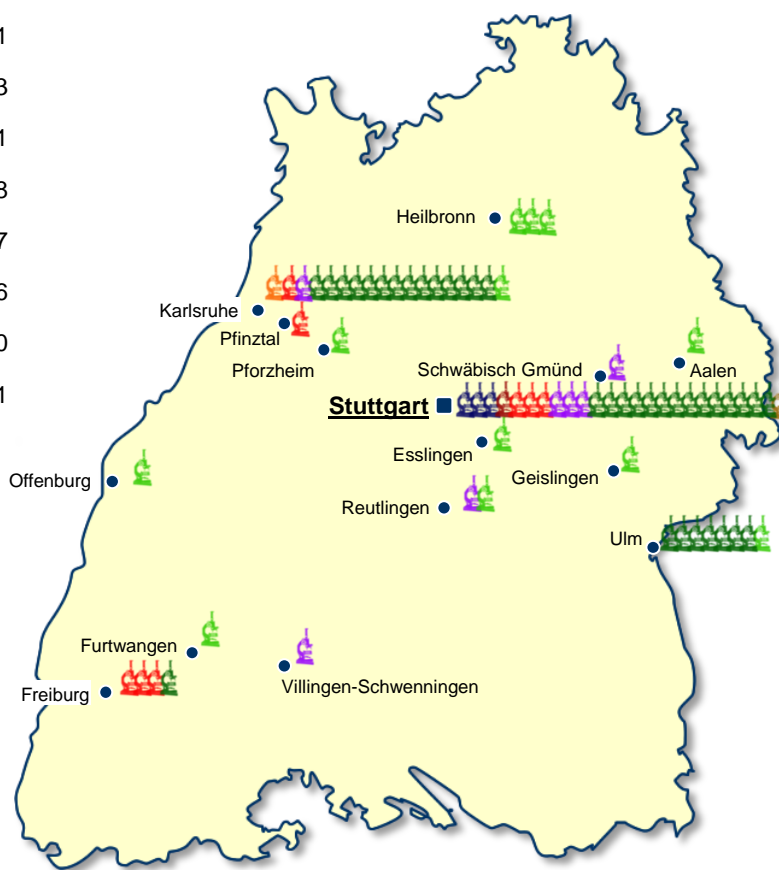 1
3
1
Heilbronn
8
7
6
Karlsruhe
Pfinztal
0
Pforzheim
Schwäbisch Gmünd
Aalen
1
Stuttgart
Esslingen
Offenburg
Geislingen
Reutlingen
Ulm
Furtwangen
Villingen-Schwenningen
Freiburg